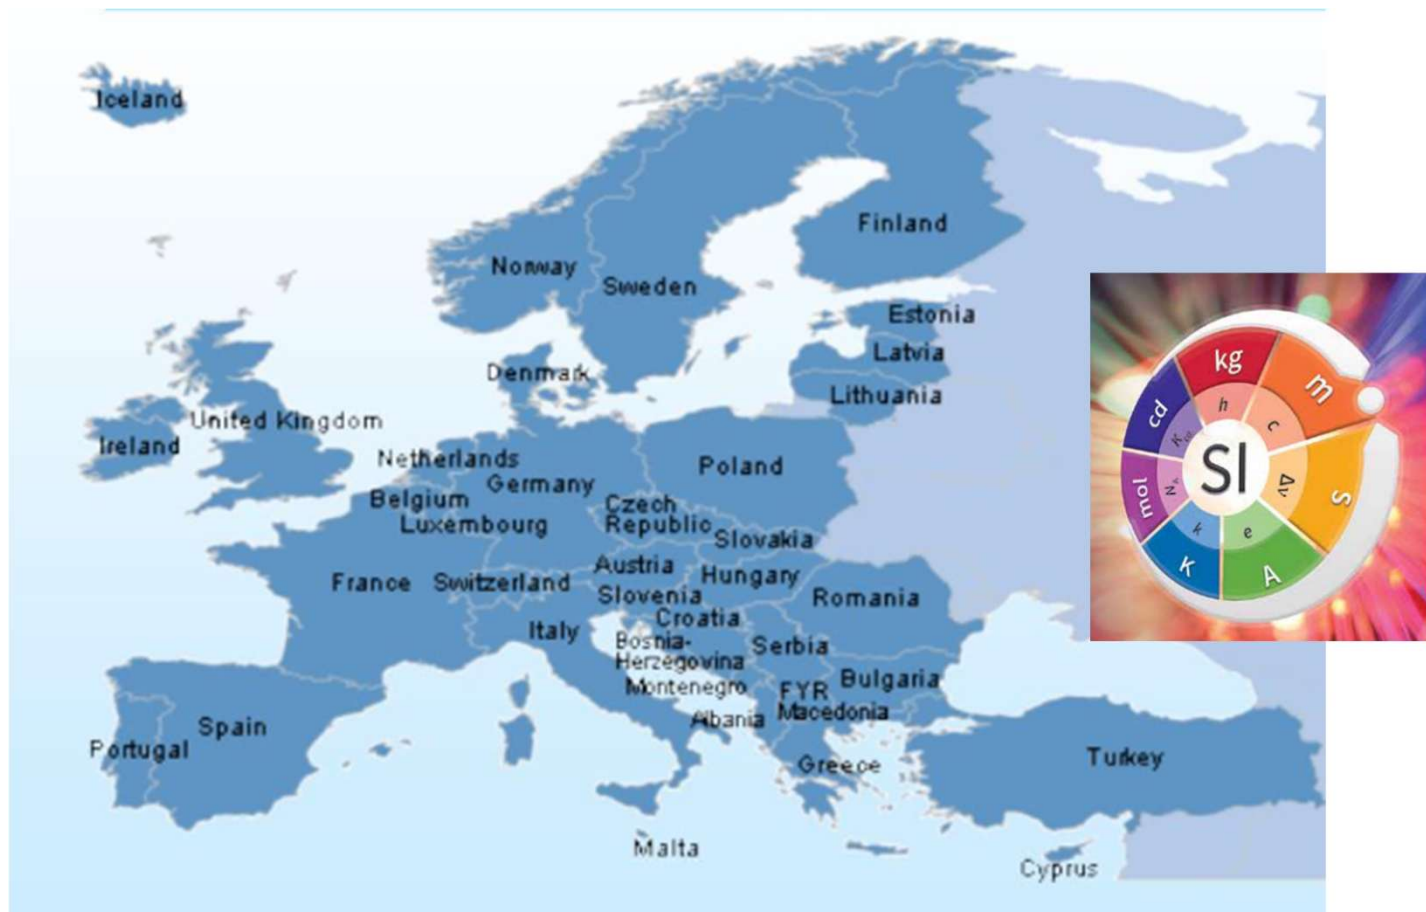 Iceland
Finland
Norway
Sweden
Estonia
Latvia
Denmark
Lithuania
United Kingdom
Ireland
Netherlands
Poland
Germany
Belgium
Czech
Republic
Luxembourg
Slovakia
Austria
Hungary
France
Switzerland
Slovenia
Romania
Croatia
Italy
Bosnia-
Herzegovina
Serbia
Montenegro
FYR
Macedonia
Bulgaria
Albania
Spain
Portugal
Greece
Turkey
Malta
Cyprus
kg
m
cd
h
c
SI
mol
Δν
S
k
e
K
A